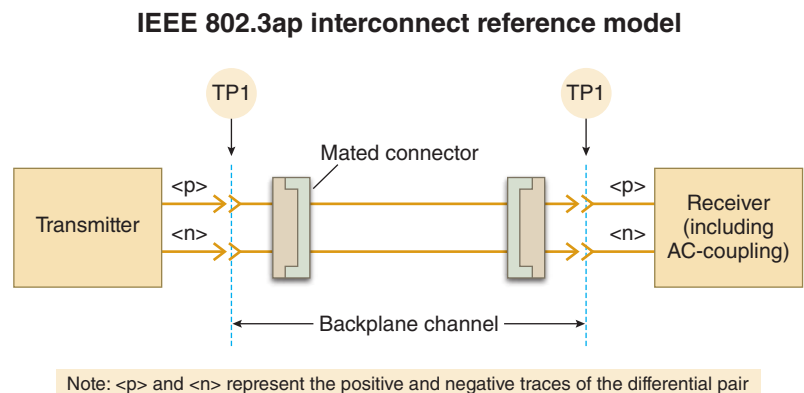 IEEE 802.3ap interconnect reference model
TP1
TP1
Mated connector
<p>
<p>
Transmitter
<n>
<n>
Receiver
(including
AC-coupling)
Backplane channel
Note: <p> and <n> represent the positive and negative traces of the differential pair